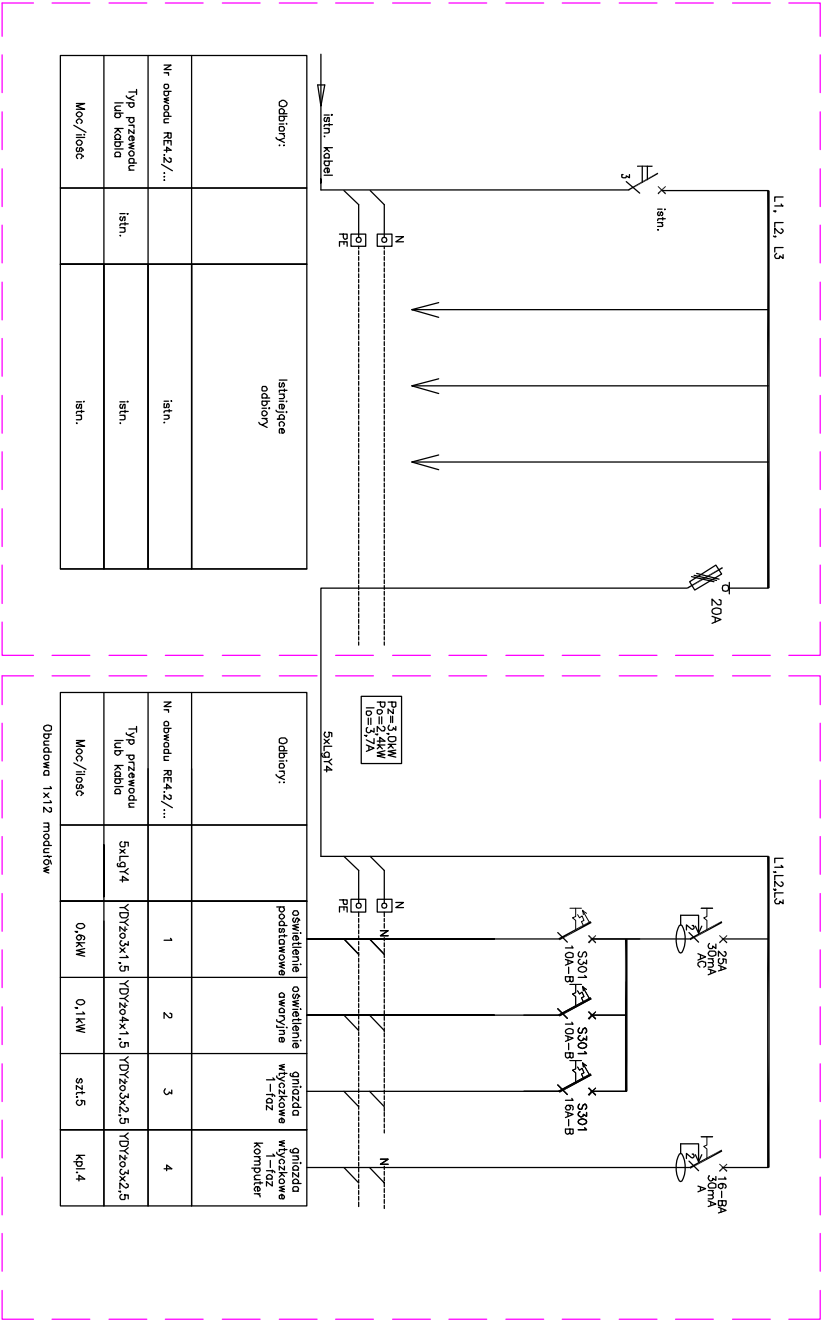 L1, L2, L3
istn.
3
20A
istn. kabel
N
PE
Odbiory:
Istniejące
odbiory
Nr obwodu RE4.2/...
istn.
Typ przewodu
lub kabla
istn.
istn.
Moc/ilość
istn.
L1,L2,L3
25A
30mA
AC
2
16-BA
30mA
A
2
S301
10A-B
S301
10A-B
S301
16A-B
Pz=3,0kW
Po=2,4kW
Io=3,7A
5xLgY4
N
PE
N
N
Odbiory:
oświetlenie
podstawowe
oświetlenie
awaryjne
gniazda
wtyczkowe
1-faz
gniazda
wtyczkowe
1-faz
komputer
Nr obwodu RE4.2/...
1
2
3
4
Typ przewodu
lub kabla
5xLgY4
YDYżo3x1,5
YDYżo4x1,5
YDYżo3x2,5
YDYżo3x2,5
Moc/ilość
0,6kW
0,1kW
szt.5
kpl.4
Obudowa 1x12 modułów